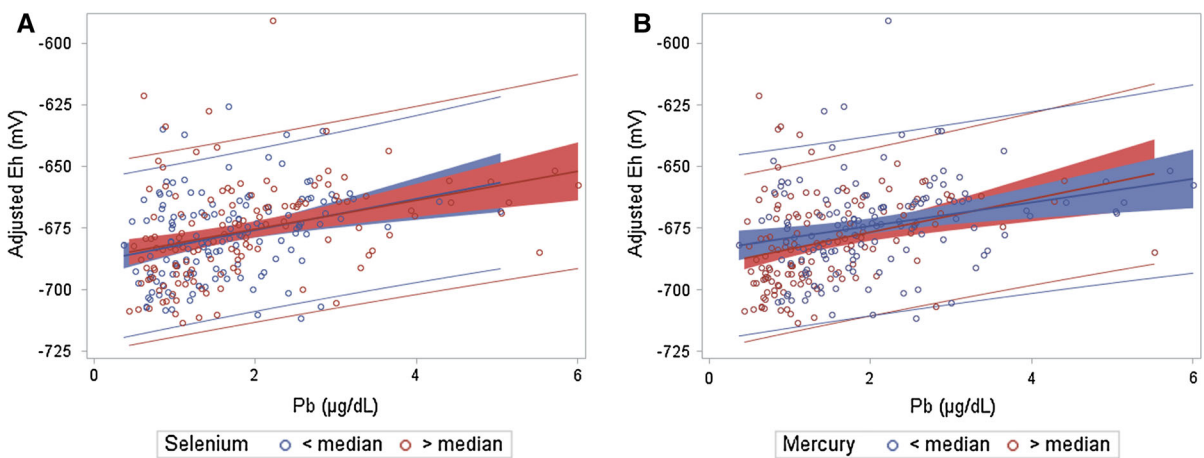 A
Adjusted Eh (mV)
-600
-625
-650
-675
-700
-725
0 2 4 6
Pb (µg/dL)
Selenium < median > median
B
Adjusted Eh (mV)
-600
-625
-650
-675
-700
-725
0 2 4 6
Pb (µg/dL)
Mercury < median > median